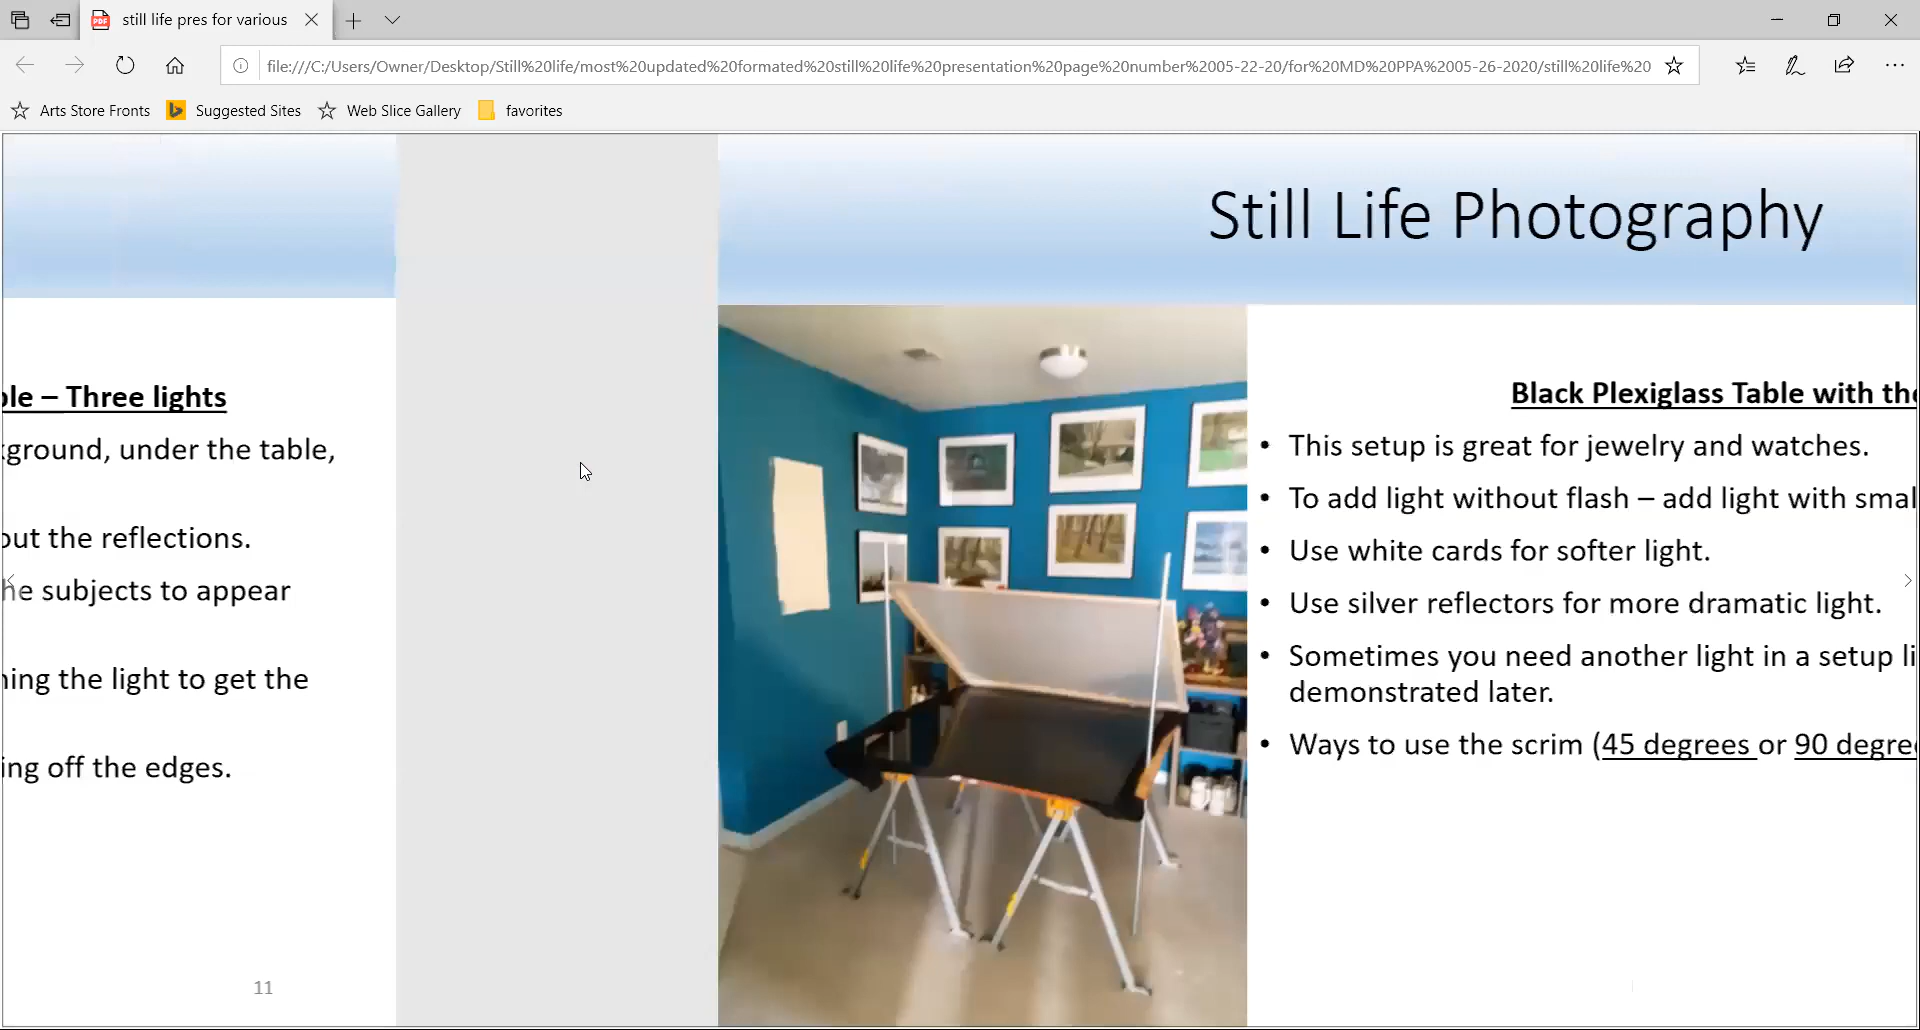 still life pres for various
file:///C:/Users/Owner/Desktop/Still%20life/most%20updated%20formated%20still%20life%20presentation%20page%20number%2005-22-20/for%20MD%20PPA%2005-26-2020/still%20life%20
Arts Store Fronts Suggested Sites Web Slice Gallery favorites
ble – Three lights
kground, under the table,
out the reflections.
he subjects to appear
ning the light to get the
ing off the edges.
11
Still Life Photography
Black Plexiglass Table with the
• This setup is great for jewelry and watches.
• To add light without flash – add light with smal
• Use white cards for softer light.
• Use silver reflectors for more dramatic light.
• Sometimes you need another light in a setup li
demonstrated later.
• Ways to use the scrim (45 degrees or 90 degree